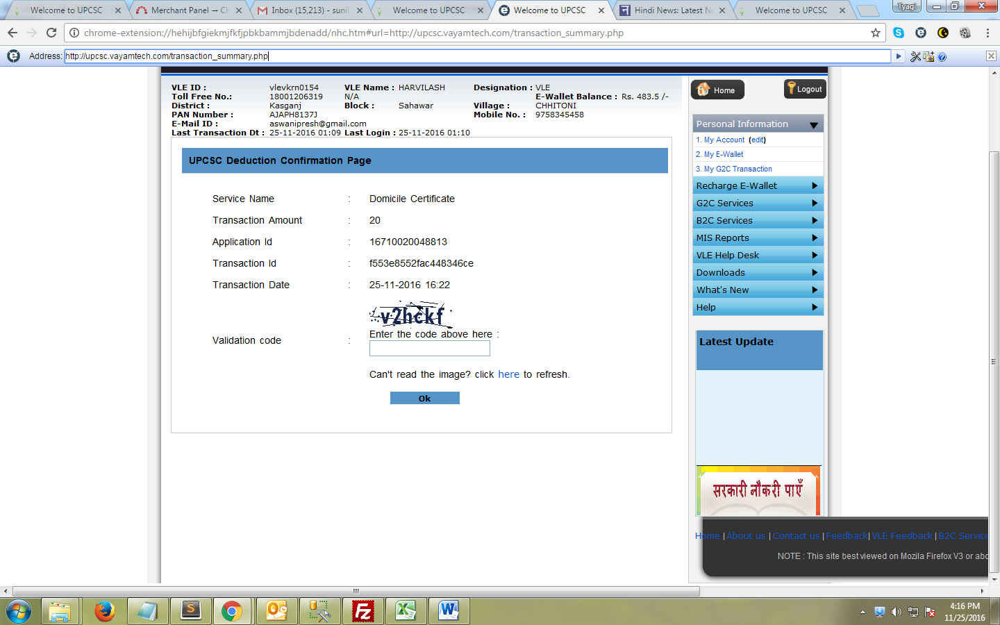 Welcome to UPCSC
Merchant Panel → Ch
Inbox (15,213) - sunil
Welcome to UPCSC
Welcome to UPCSC
Hindi News: Latest N
Welcome to UPCSC
Tyagi
chrome-extension://hehijbfgiekmjfkfjpbkbammjbdenadd/nhc.htm#url=http://upcsc.vayamtech.com/transaction_summary.php
Address: http://upcsc.vayamtech.com/transaction_summary.php
VLE ID : vlevkrn0154 VLE Name : HARVILASH Designation : VLE
Toll Free No.: 18001206319 N/A E-Wallet Balance : Rs. 483.5 /-
District : Kasganj Block : Sahawar Village : CHHITONI
PAN Number : AJAPH8137J Mobile No. : 9758345458
E-Mail ID : aswanipresh@gmail.com
Last Transaction Dt : 25-11-2016 01:09 Last Login : 25-11-2016 01:10
UPCSC Deduction Confirmation Page
Service Name : Domicile Certificate
Transaction Amount : 20
Application Id : 16710020048813
Transaction Id : f553e8552fac448346ce
Transaction Date : 25-11-2016 16:22
v2hckf
Enter the code above here :
Validation code :
Can't read the image? click here to refresh.
Ok
Home
Logout
Personal Information
1. My Account (edit)
2. My E-Wallet
3. My G2C Transaction
Recharge E-Wallet
G2C Services
B2C Services
MIS Reports
VLE Help Desk
Downloads
What's New
Help
Latest Update
सरकारी नौकरी पाएँ
Home | About us | Contact us | Feedback | VLE Feedback | B2C Service
NOTE : This site best viewed on Mozila Firefox V3 or abo
4:16 PM
11/25/2016